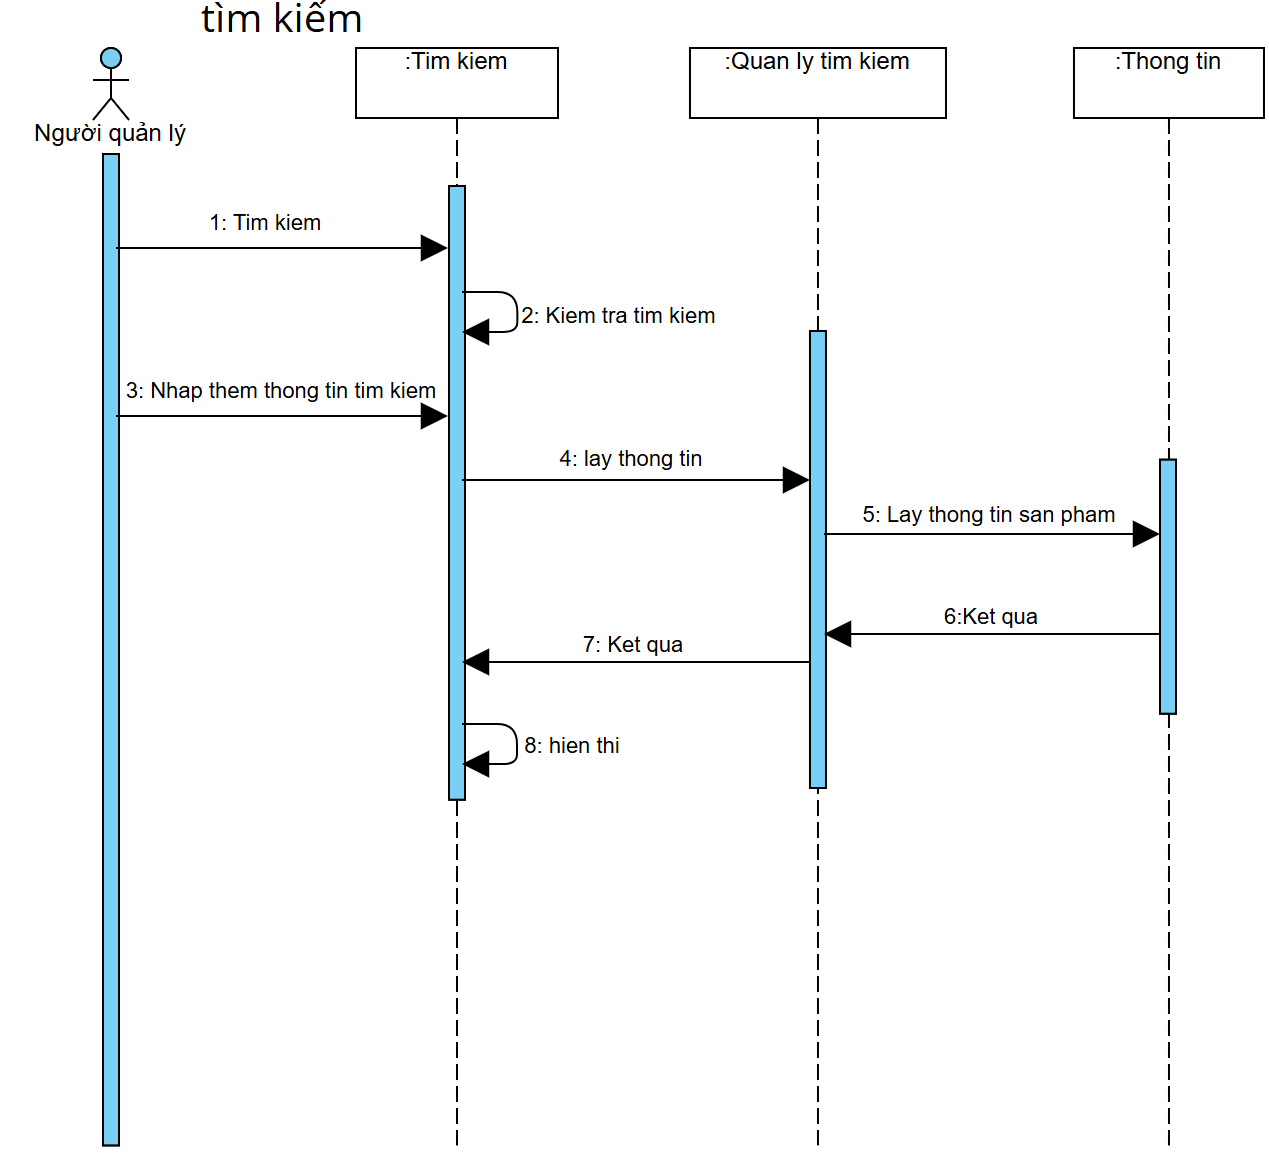 tìm kiếm
:Tim kiem
:Quan ly tim kiem
:Thong tin
Người quản lý
1: Tim kiem
2: Kiem tra tim kiem
3: Nhap them thong tin tim kiem
4: lay thong tin
5: Lay thong tin san pham
6:Ket qua
7: Ket qua
8: hien thi